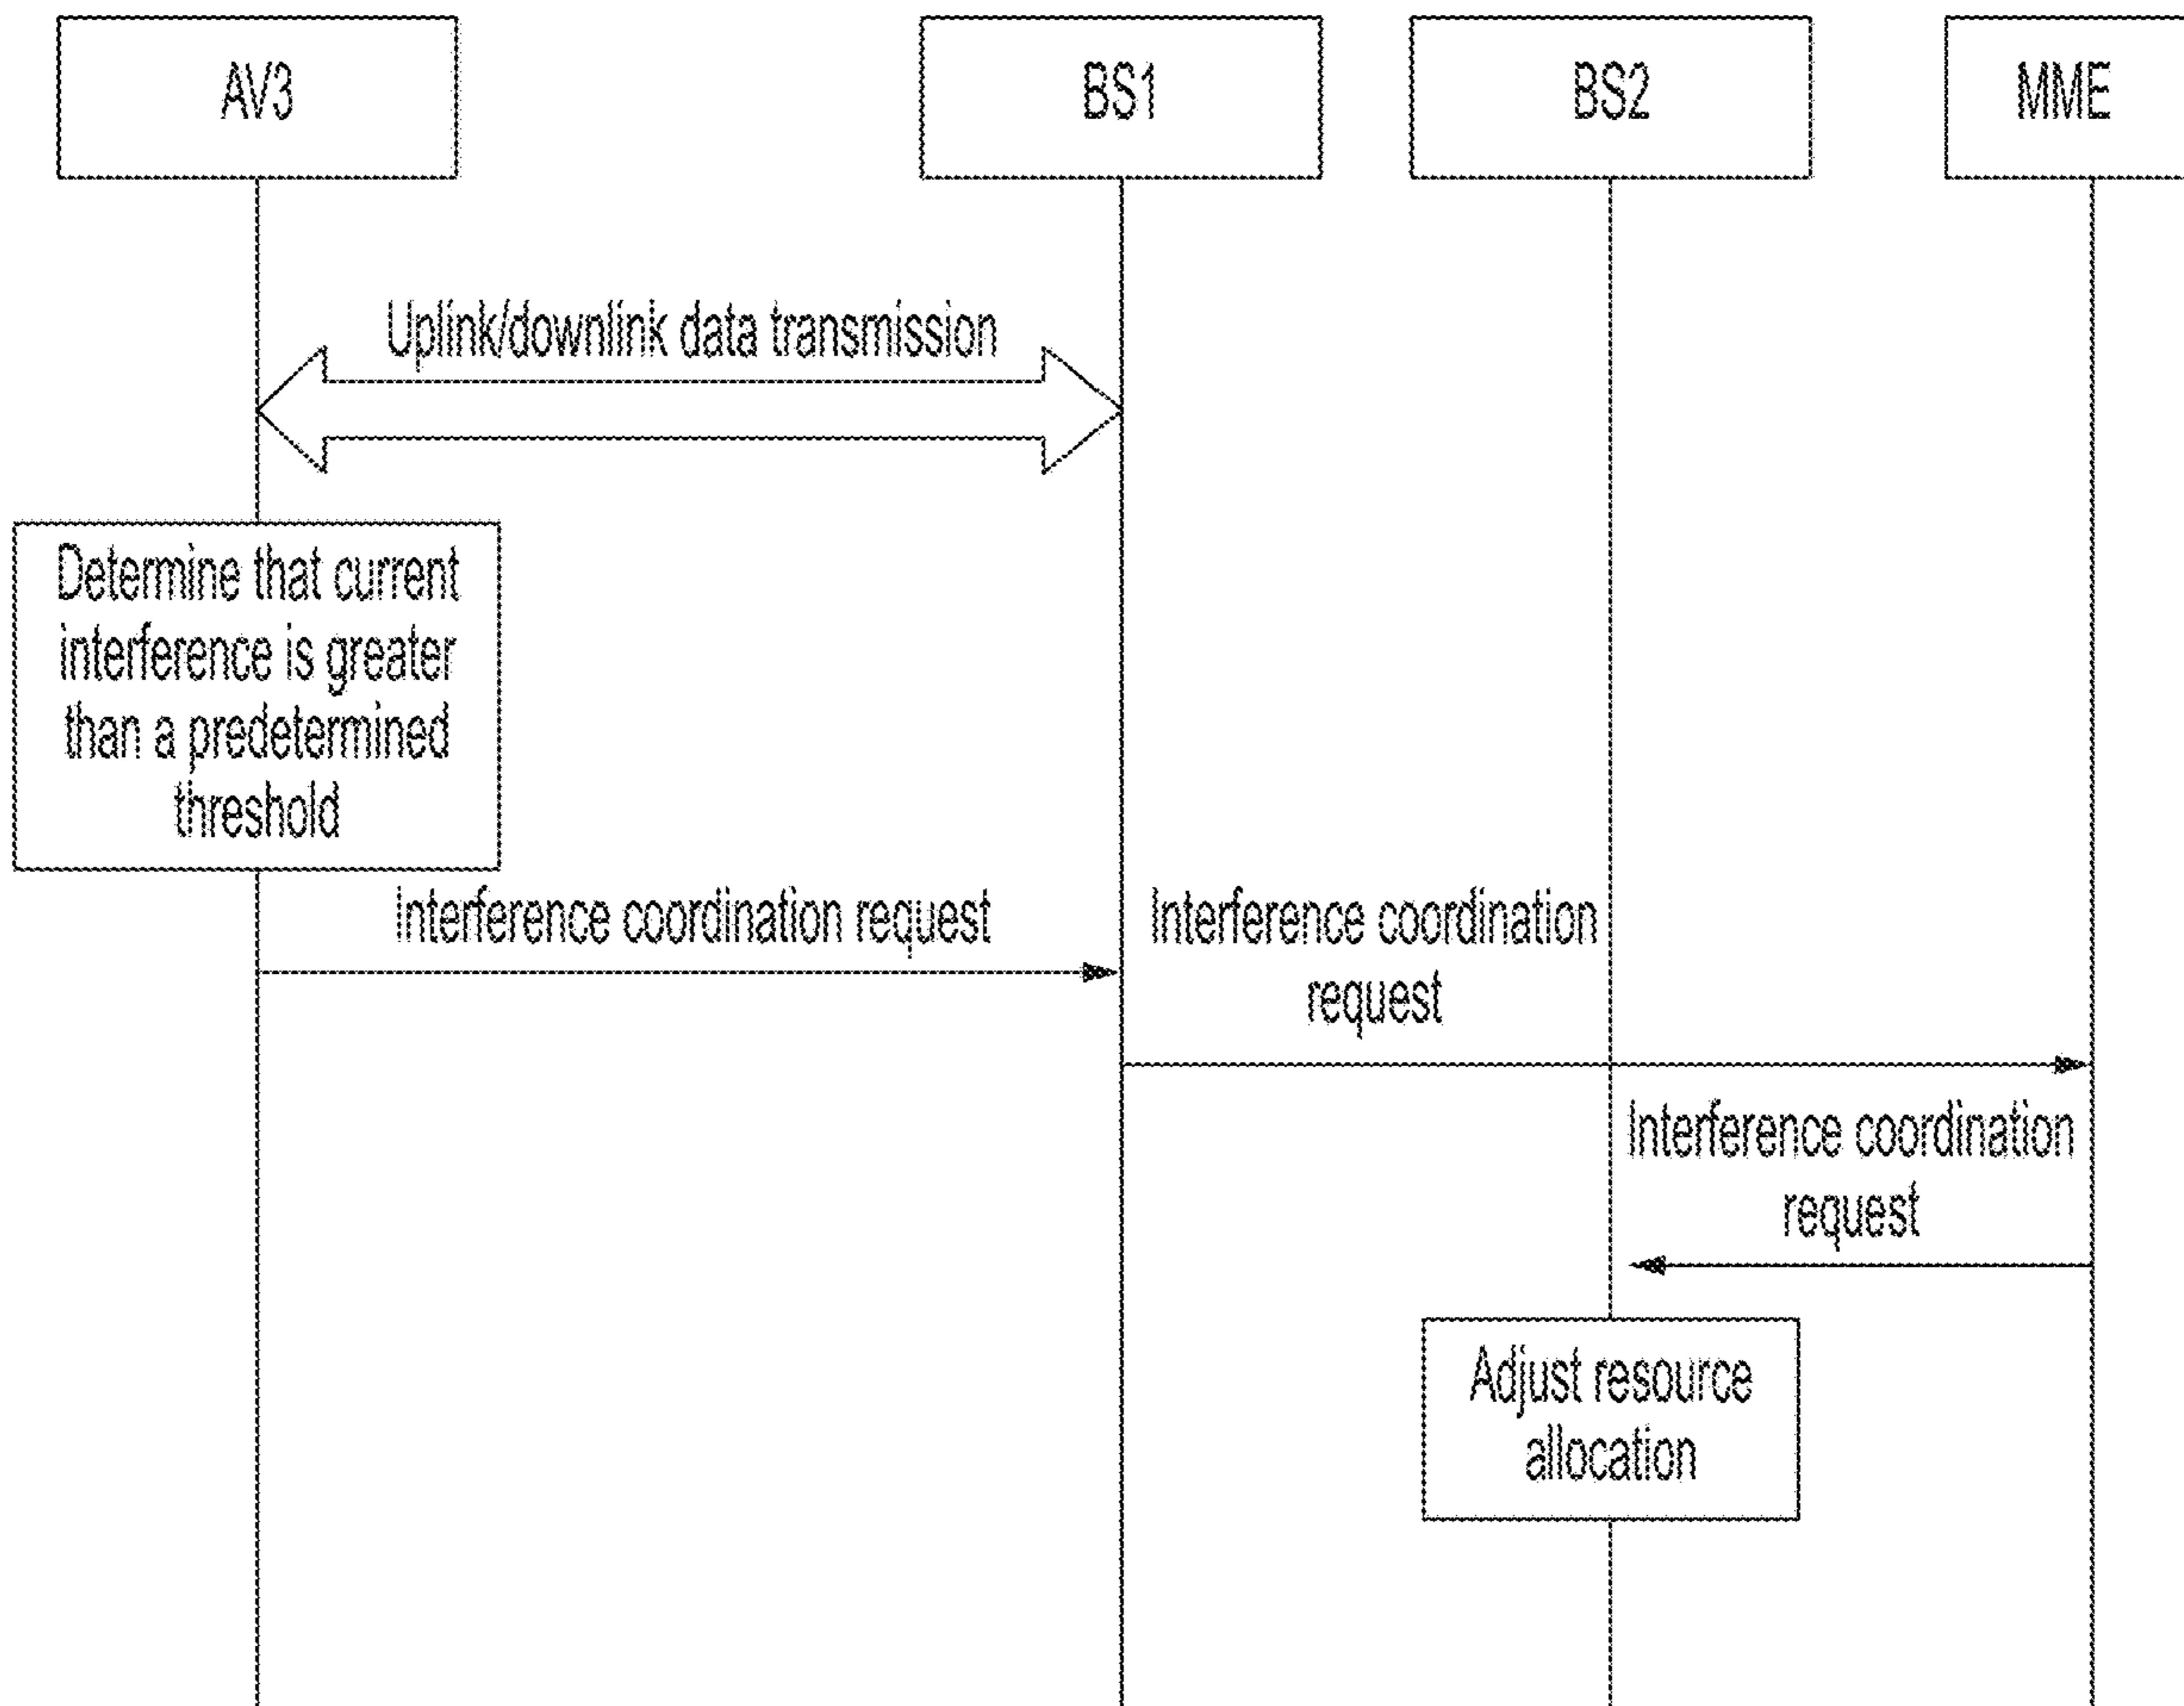 AV3
BS1
BS2
MME
Uplink/downlink data transmission
Determine that current
interference is greater
than a predetermined
threshold
Interference coordination request
Interference coordination
request
Interference coordination
request
Adjust resource
allocation